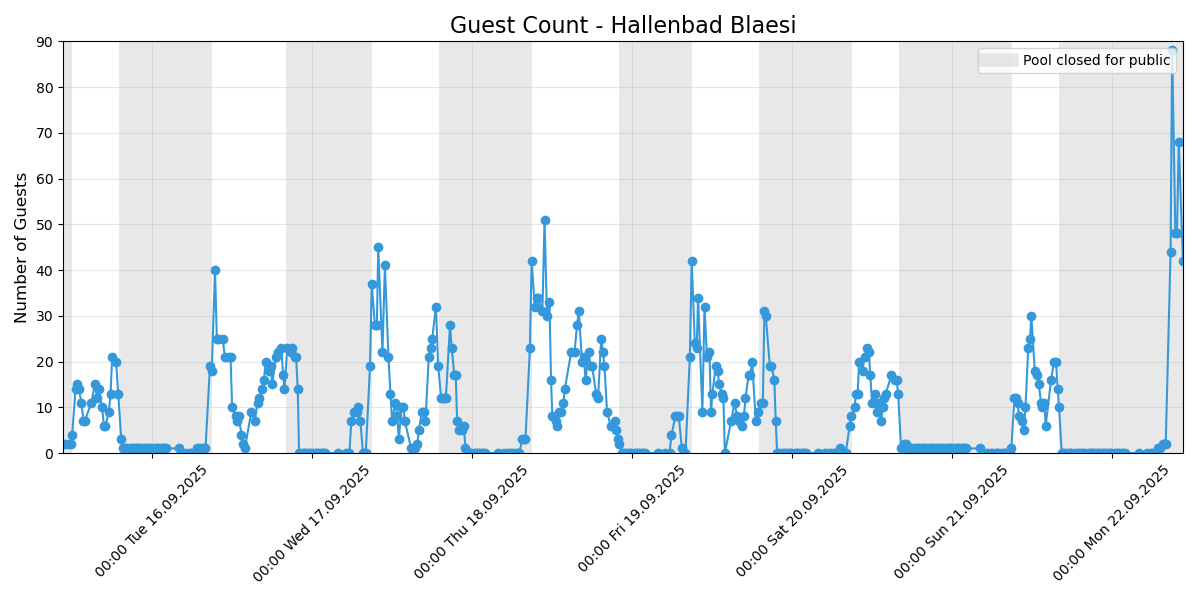 Guest Count - Hallenbad Blaesi
Pool closed for public
Number of Guests
90
80
70
60
50
40
30
20
10
0
00:00 Tue 16.09.2025
00:00 Wed 17.09.2025
00:00 Thu 18.09.2025
00:00 Fri 19.09.2025
00:00 Sat 20.09.2025
00:00 Sun 21.09.2025
00:00 Mon 22.09.2025